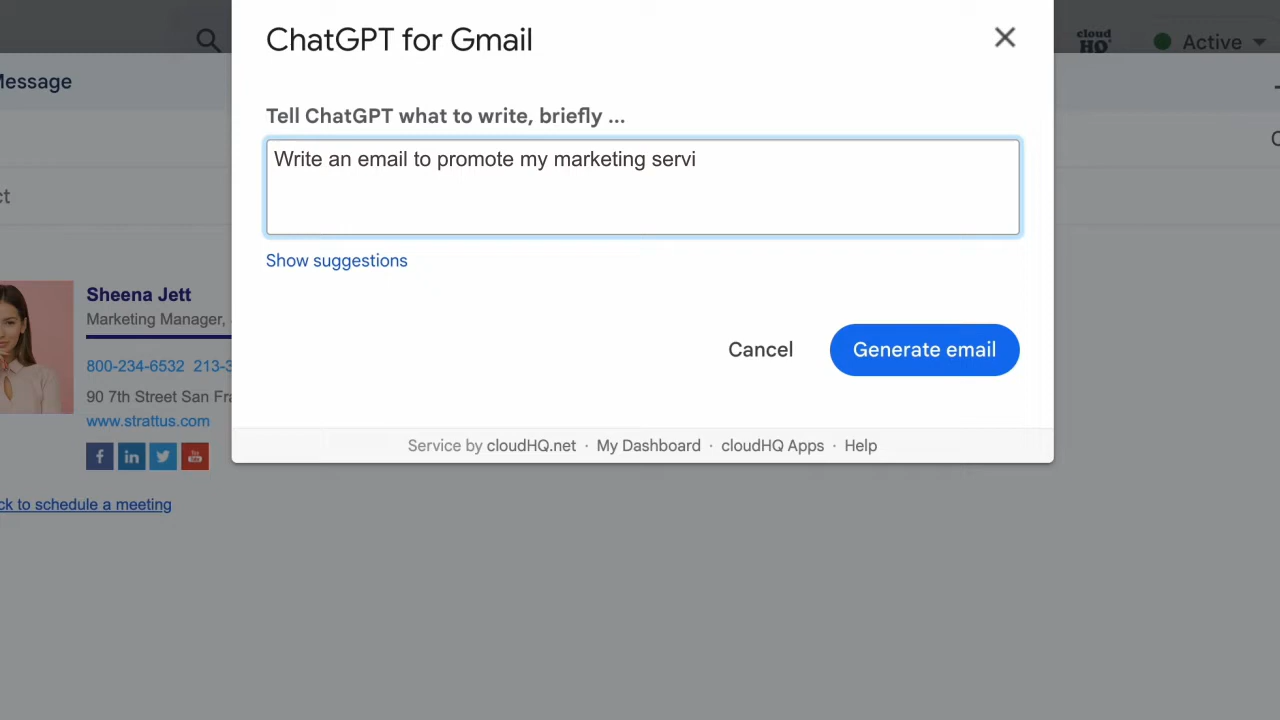 ChatGPT for Gmail
cloud
HQ
Active
Message
Tell ChatGPT what to write, briefly ...
Write an email to promote my marketing servi
ct
Show suggestions
Sheena Jett
Marketing Manager,
Cancel
Generate email
800-234-6532 213-3
90 7th Street San Fra
www.strattus.com
f
in
You
Service by cloudHQ.net · My Dashboard · cloudHQ Apps · Help
ck to schedule a meeting